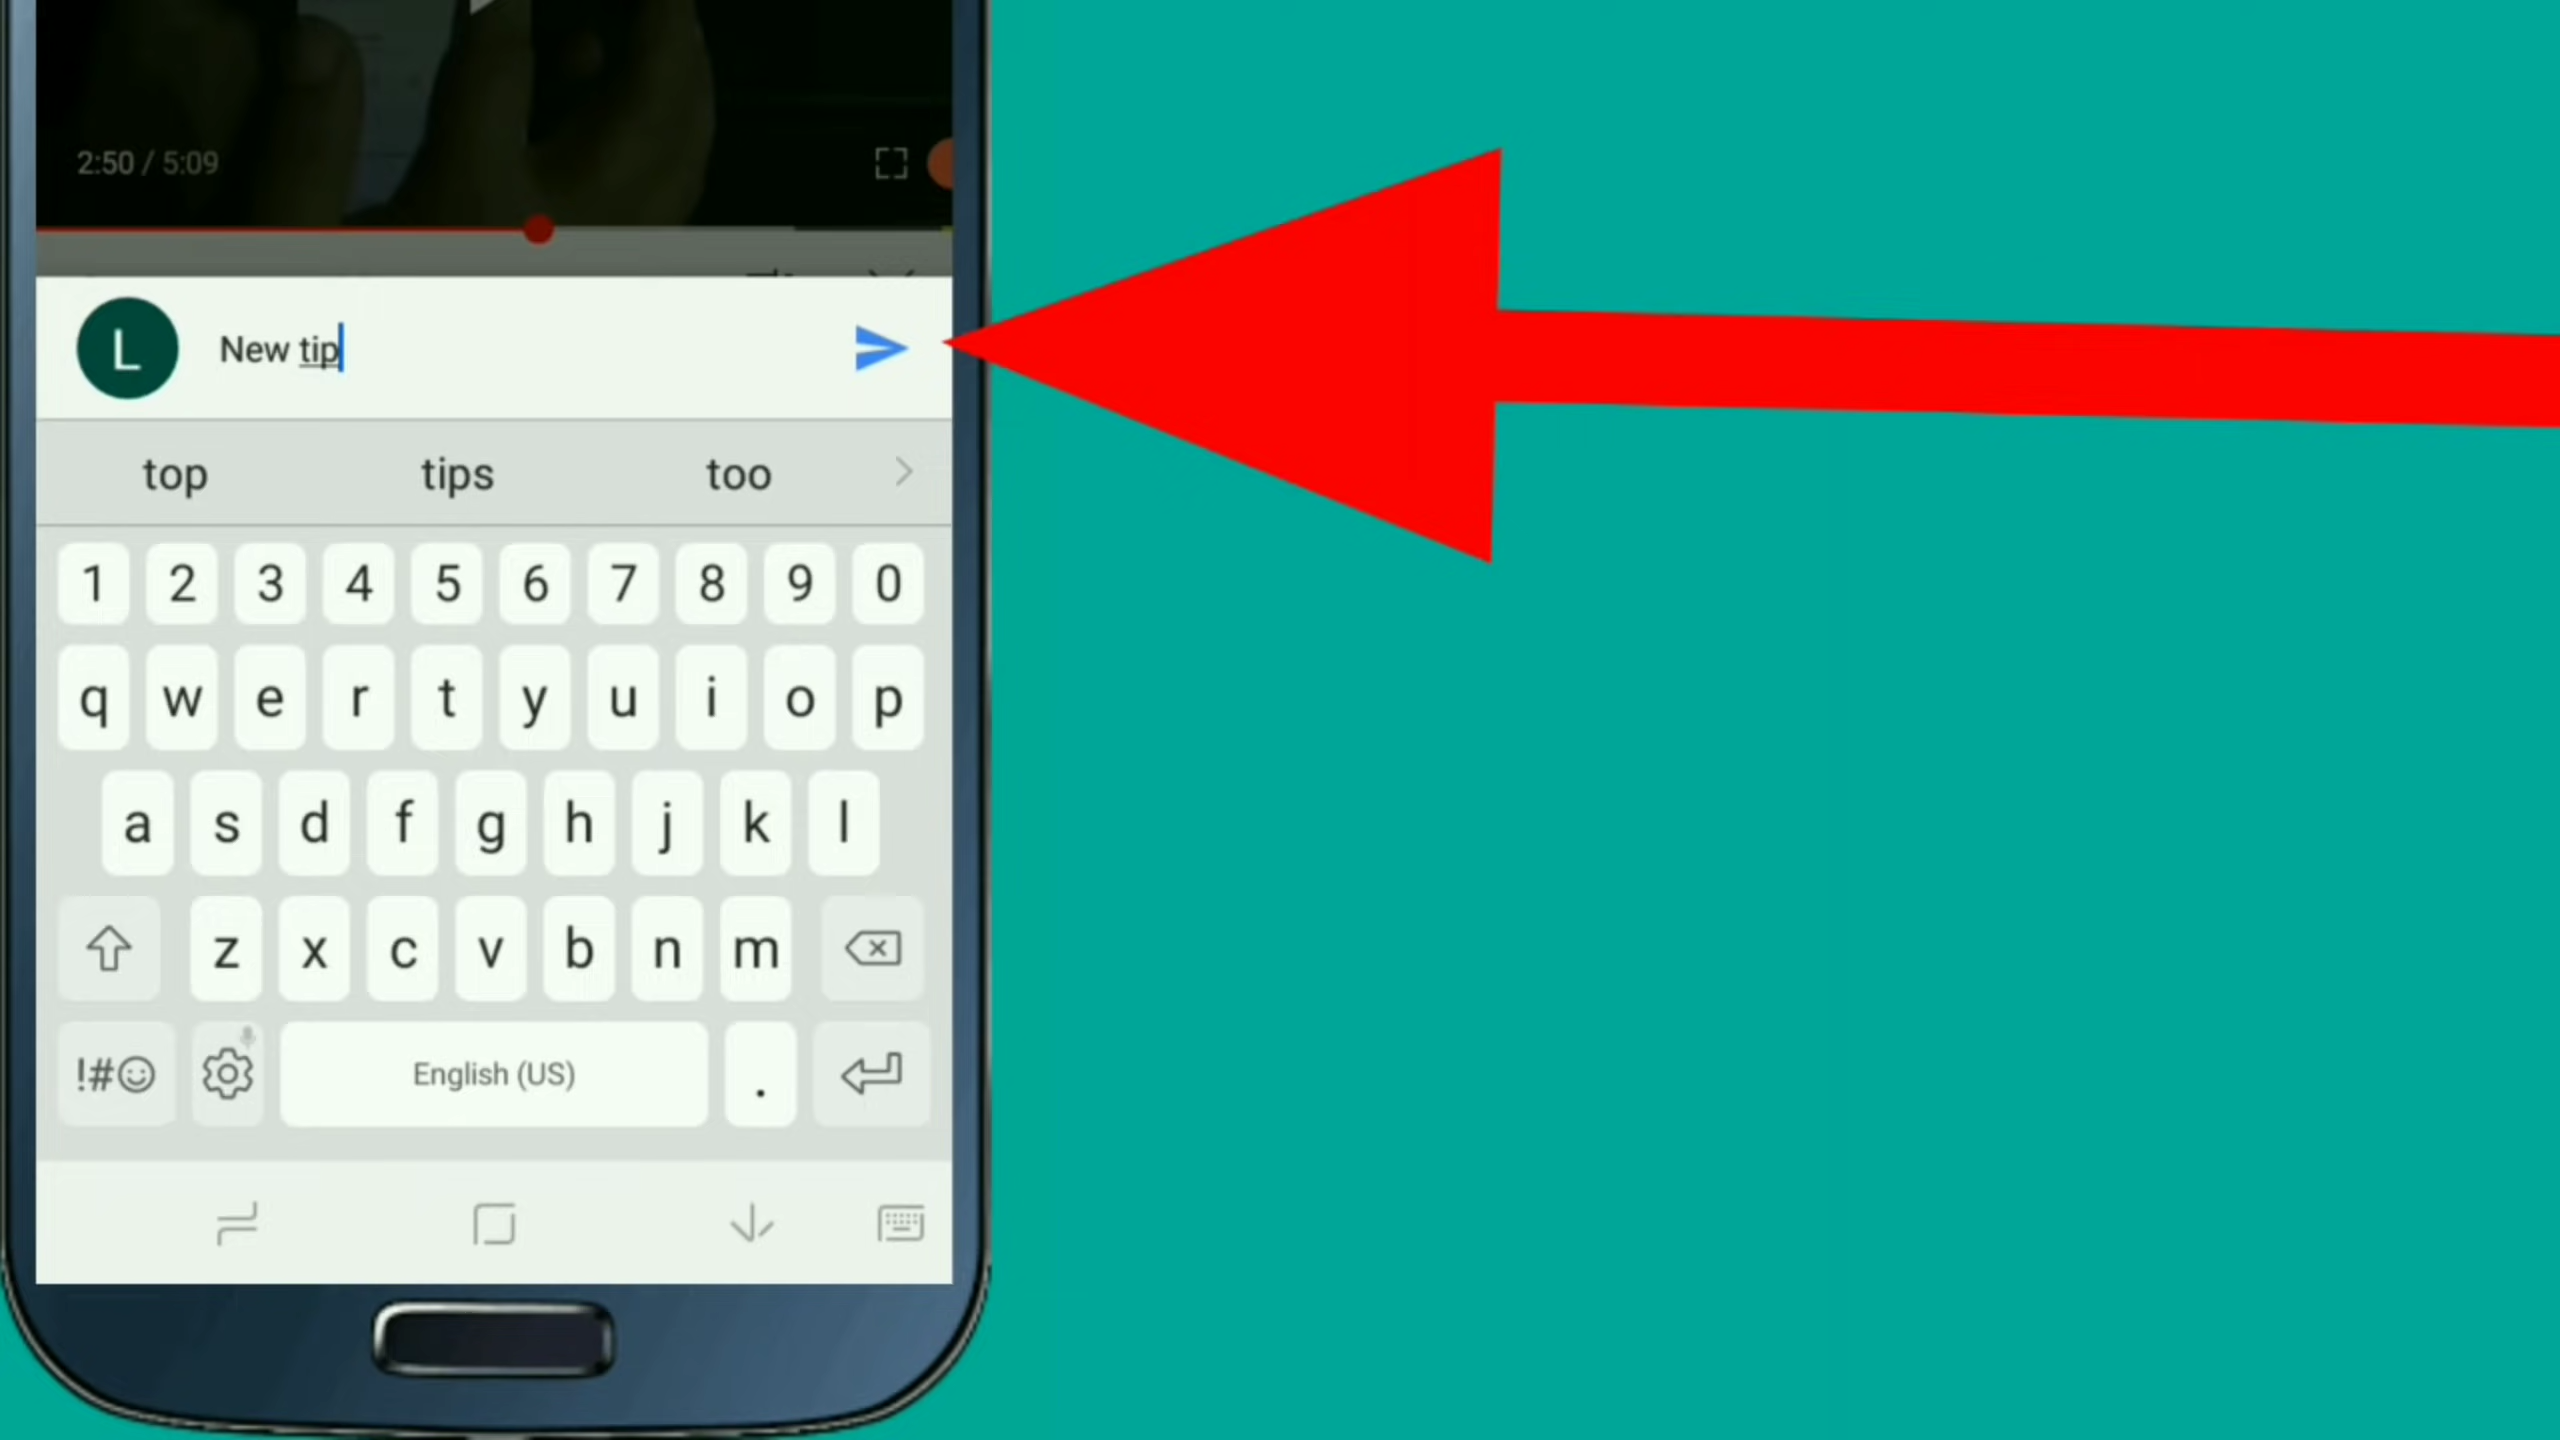 2:50 / 5:09
L New tip
top tips too
1 2 3 4 5 6 7 8 9 0
q w e r t y u i o p
a s d f g h j k l
z x c v b n m
!#☺ English (US) .